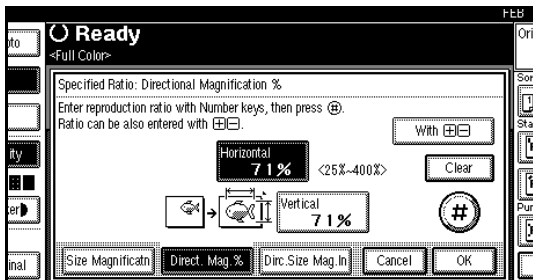 FEB
oto
Ready
Ori
<Full Color>
Specified Ratio: Directional Magnification %
Sor
Enter reproduction ratio with Number keys, then press (#).
Ratio can be also entered with ⊞⊟.
With ⊞⊟
Sta
ity
Horizontal
71%
<25%~400%>
Clear
ter
Vertical
71%
#
Pun
inal
Size Magnificatn
Direct. Mag.%
Dirc.Size Mag.In
Cancel
OK